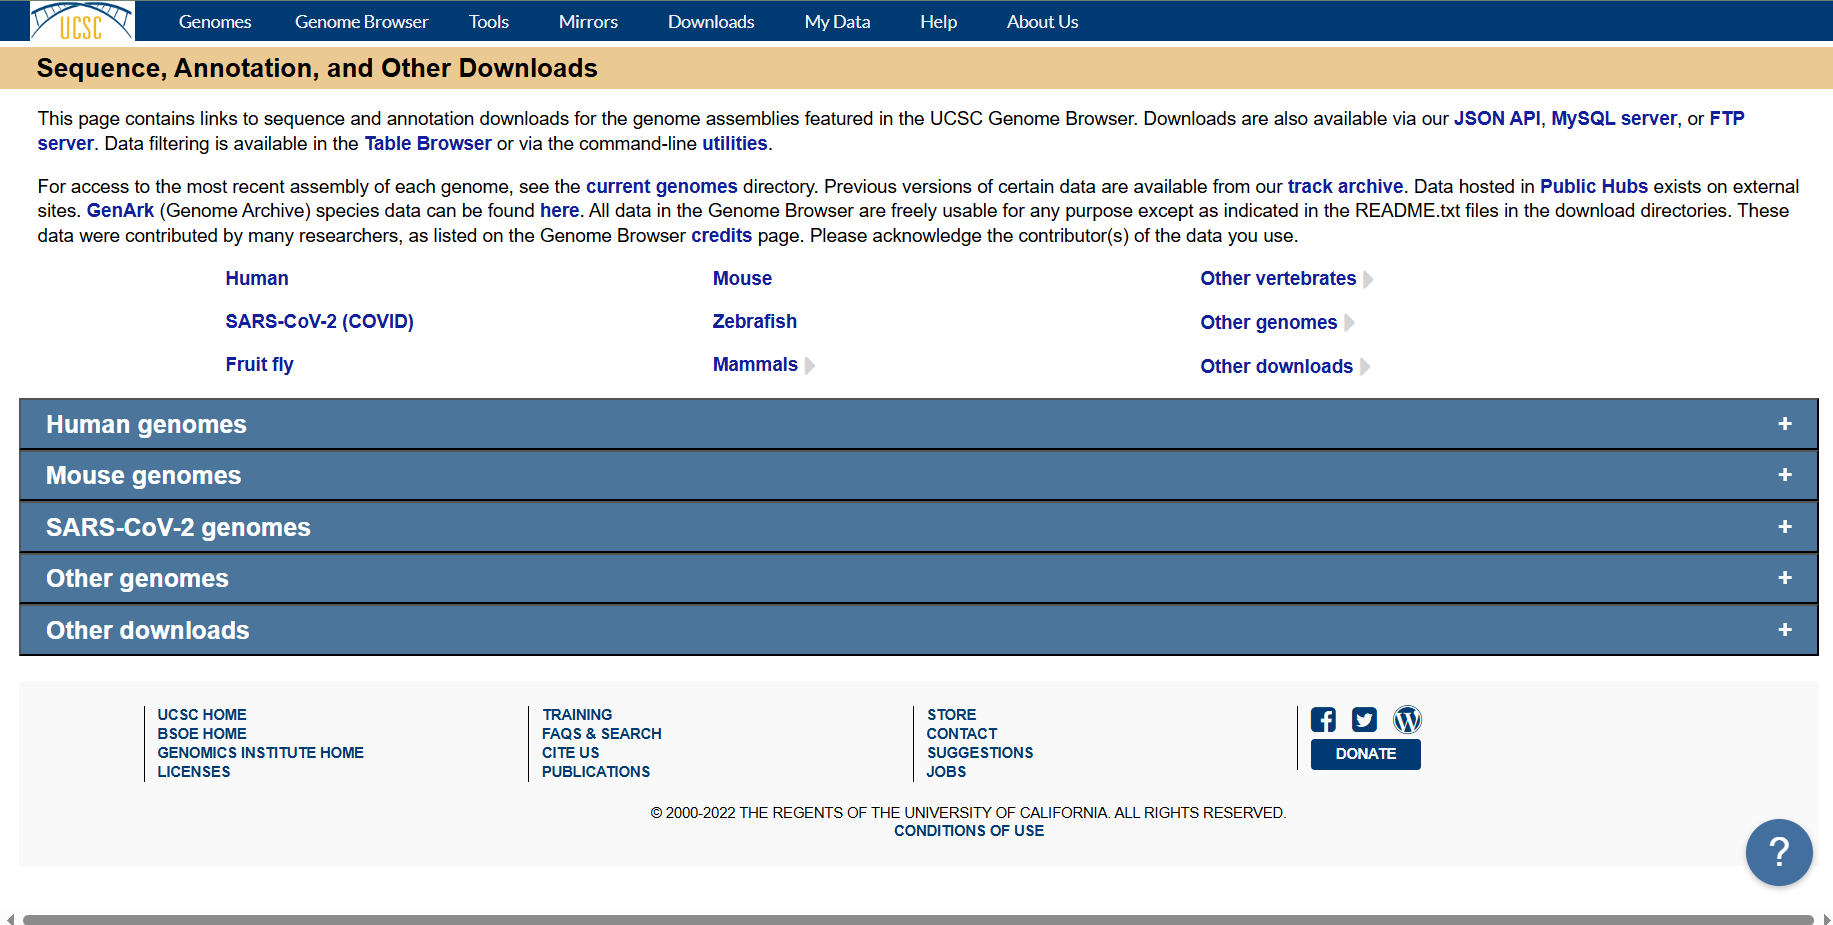 UCSC
Genomes Genome Browser Tools Mirrors Downloads My Data Help About Us
Sequence, Annotation, and Other Downloads
This page contains links to sequence and annotation downloads for the genome assemblies featured in the UCSC Genome Browser. Downloads are also available via our JSON API, MySQL server, or FTP
server. Data filtering is available in the Table Browser or via the command-line utilities.
For access to the most recent assembly of each genome, see the current genomes directory. Previous versions of certain data are available from our track archive. Data hosted in Public Hubs exists on external
sites. GenArk (Genome Archive) species data can be found here. All data in the Genome Browser are freely usable for any purpose except as indicated in the README.txt files in the download directories. These
data were contributed by many researchers, as listed on the Genome Browser credits page. Please acknowledge the contributor(s) of the data you use.
Human Mouse Other vertebrates
SARS-CoV-2 (COVID) Zebrafish Other genomes
Fruit fly Mammals Other downloads
Human genomes +
Mouse genomes +
SARS-CoV-2 genomes +
Other genomes +
Other downloads +
UCSC HOME
BSOE HOME
GENOMICS INSTITUTE HOME
LICENSES
TRAINING
FAQS & SEARCH
CITE US
PUBLICATIONS
STORE
CONTACT
SUGGESTIONS
JOBS
DONATE
© 2000-2022 THE REGENTS OF THE UNIVERSITY OF CALIFORNIA. ALL RIGHTS RESERVED.
CONDITIONS OF USE
?